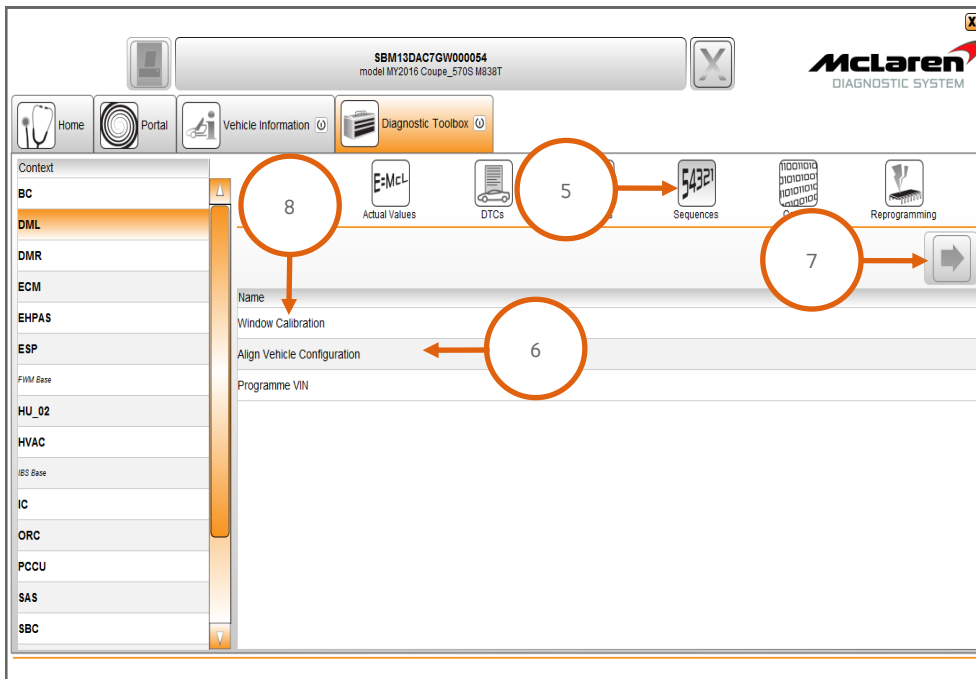 X
SBM13DAC7GW000054
model MY2016 Coupe_570S M838T
X
McLaren
DIAGNOSTIC SYSTEM
Home
Portal
Vehicle Information
Diagnostic Toolbox
Context
BC
DML
DMR
ECM
EHPAS
ESP
FWM Base
HU_02
HVAC
IBS Base
IC
ORC
PCCU
SAS
SBC
E=McL
Actual Values
DTCs
54321
Sequences
Reprogramming
8
5
7
Name
Window Calibration
Align Vehicle Configuration
6
Programme VIN